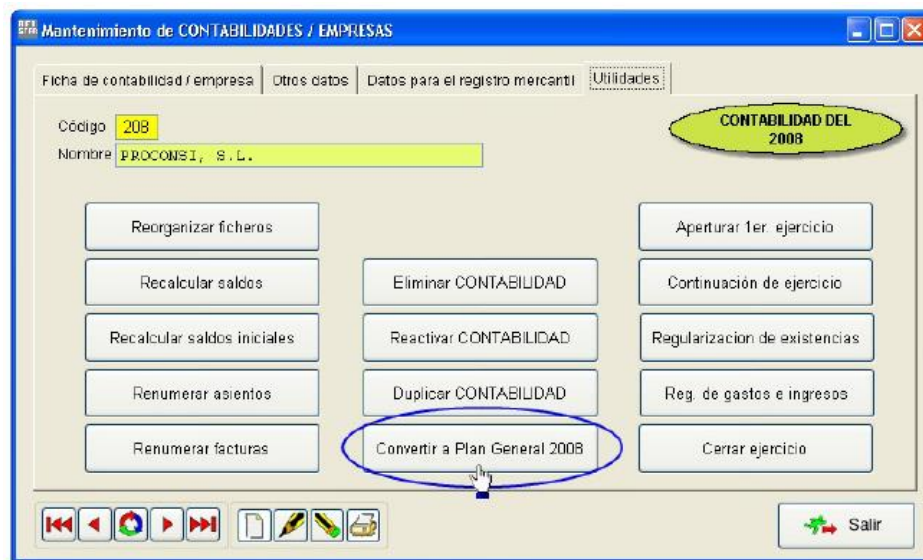 Mantenimiento de CONTABILIDADES / EMPRESAS
Ficha de contabilidad / empresa
Otros datos
Datos para el registro mercantil
Utilidades
Código 208
Nombre PROCONSI, S.L.
CONTABILIDAD DEL
2008
Reorganizar ficheros
Aperturar 1er. ejercicio
Recalcular saldos
Eliminar CONTABILIDAD
Continuación de ejercicio
Recalcular saldos iniciales
Reactivar CONTABILIDAD
Regularizacion de existencias
Renumerar asientos
Duplicar CONTABILIDAD
Reg. de gastos e ingresos
Renumerar facturas
Convertir a Plan General 2008
Cerrar ejercicio
Salir